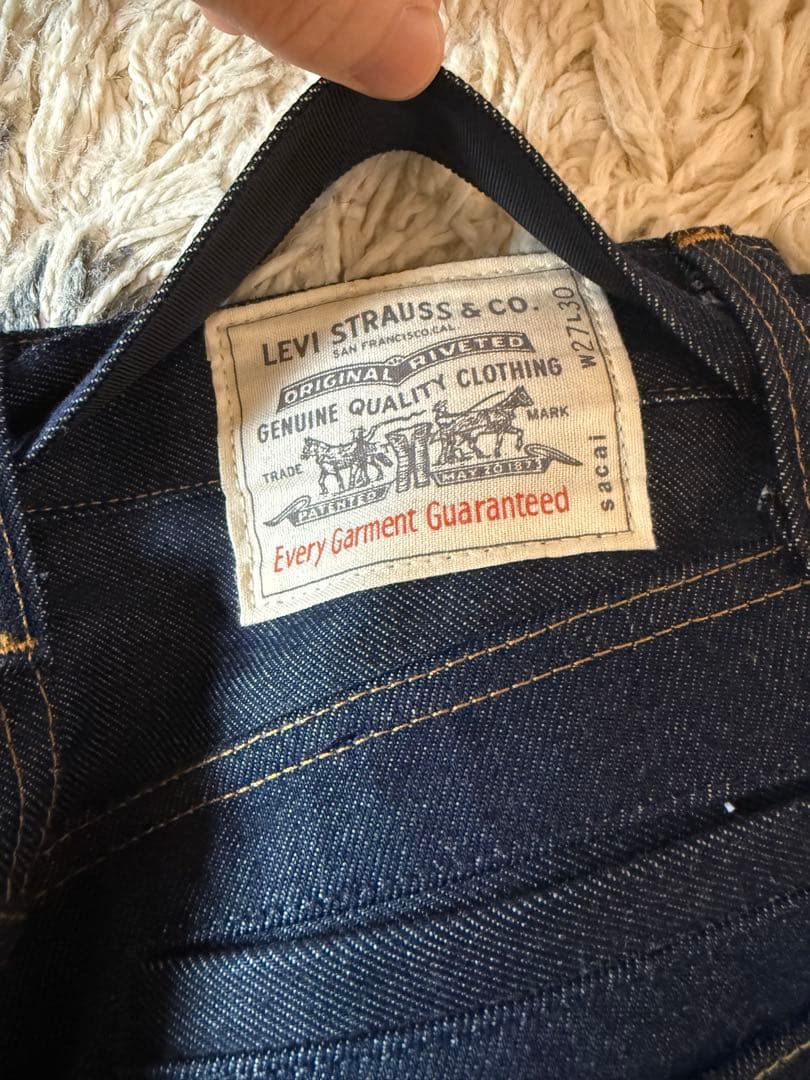 LEVI STRAUSS & CO.
SAN FRANCISCO, CAL.
ORIGINAL RIVETED
GENUINE QUALITY CLOTHING
TRADE MARK
PATENTED MAY 20 1873
Every Garment Guaranteed
W27L30
sacai